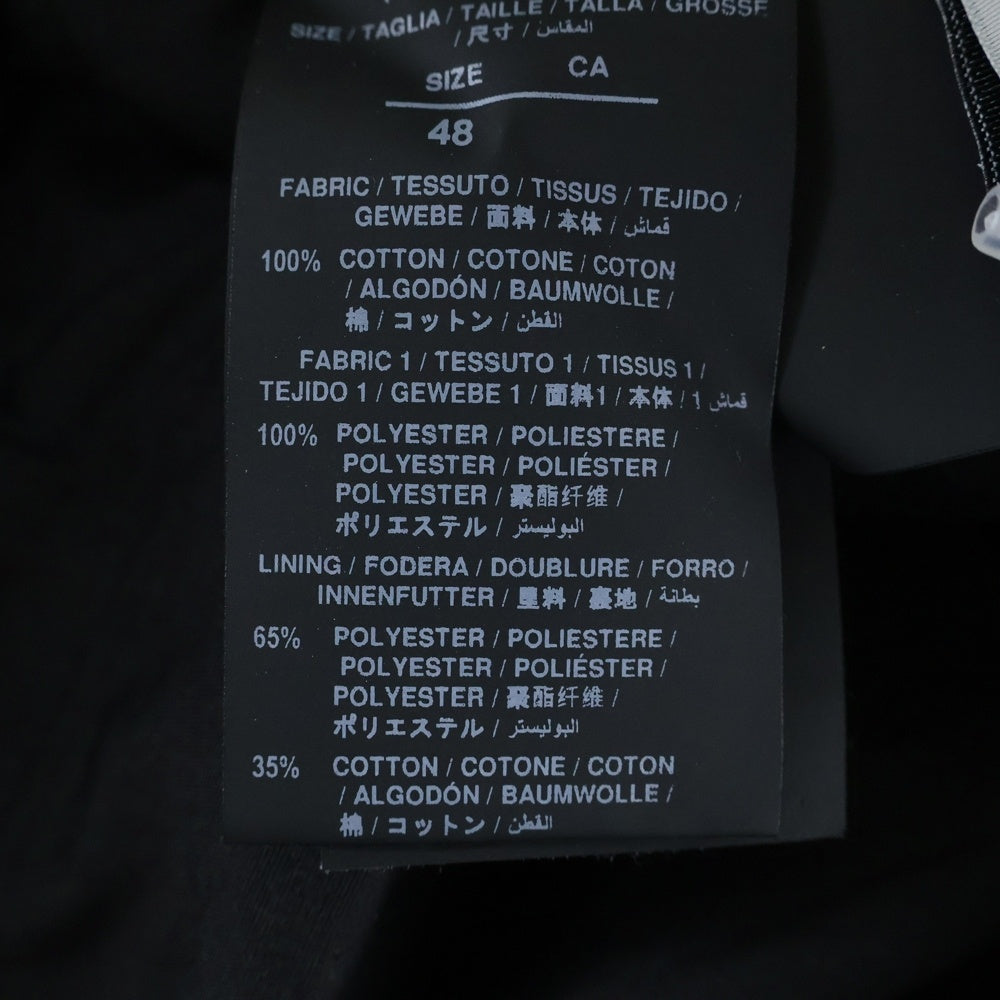 SIZE / TAGLIA / TAILLE / TALLA / GRÖSSE
/ 尺寸 / المقاس
SIZE CA
48
FABRIC / TESSUTO / TISSUS / TEJIDO /
GEWEBE / 面料 / 本体 / قماش
100% COTTON / COTONE / COTON
/ ALGODÓN / BAUMWOLLE /
棉 / コットン / القطن
FABRIC 1 / TESSUTO 1 / TISSUS 1 /
TEJIDO 1 / GEWEBE 1 / 面料1 / 本体 / قماش 1
100% POLYESTER / POLIESTERE /
POLYESTER / POLIÉSTER /
POLYESTER / 聚酯纤维 /
ポリエステル / البوليستر
LINING / FODERA / DOUBLURE / FORRO /
INNENFUTTER / 里料 / 裏地 / بطانة
65% POLYESTER / POLIESTERE /
POLYESTER / POLIÉSTER /
POLYESTER / 聚酯纤维 /
ポリエステル / البوليستر
35% COTTON / COTONE / COTON
/ ALGODÓN / BAUMWOLLE /
棉 / コットン / القطن